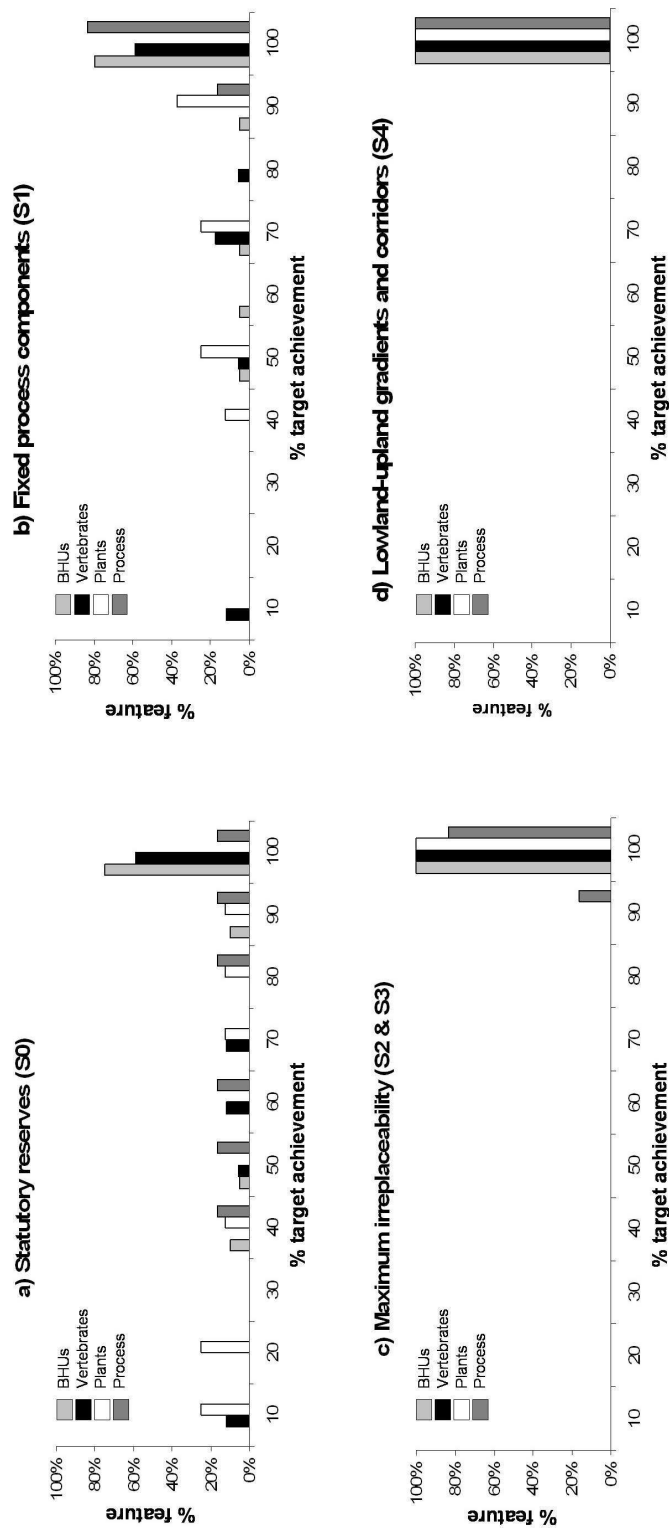 a) Statutory reserves (S0)
100%
80%
60%
40%
20%
0%
% feature
BHUs
Vertebrates
Plants
Process
10 20 30 40 50 60 70 80 90 100
% target achievement
b) Fixed process components (S1)
100%
80%
60%
40%
20%
0%
% feature
BHUs
Vertebrates
Plants
Process
10 20 30 40 50 60 70 80 90 100
% target achievement
c) Maximum irreplaceability (S2 & S3)
100%
80%
60%
40%
20%
0%
% feature
BHUs
Vertebrates
Plants
Process
10 20 30 40 50 60 70 80 90 100
% target achievement
d) Lowland-upland gradients and corridors (S4)
100%
80%
60%
40%
20%
0%
% feature
BHUs
Vertebrates
Plants
Process
10 20 30 40 50 60 70 80 90 100
% target achievement